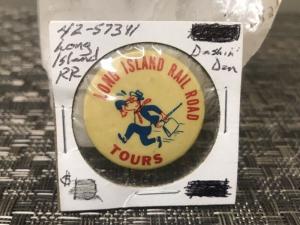 42-57341
Long
Island
RR
Dashin'
Dan
LONG ISLAND RAIL ROAD
TOURS
$